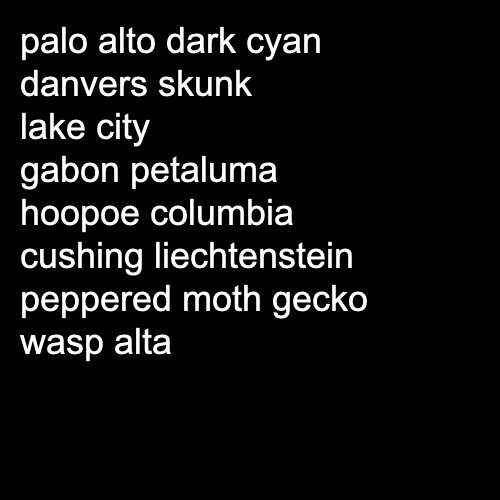 palo alto dark cyan
danvers skunk
lake city
gabon petaluma
hoopoe columbia
cushing liechtenstein
peppered moth gecko
wasp alta